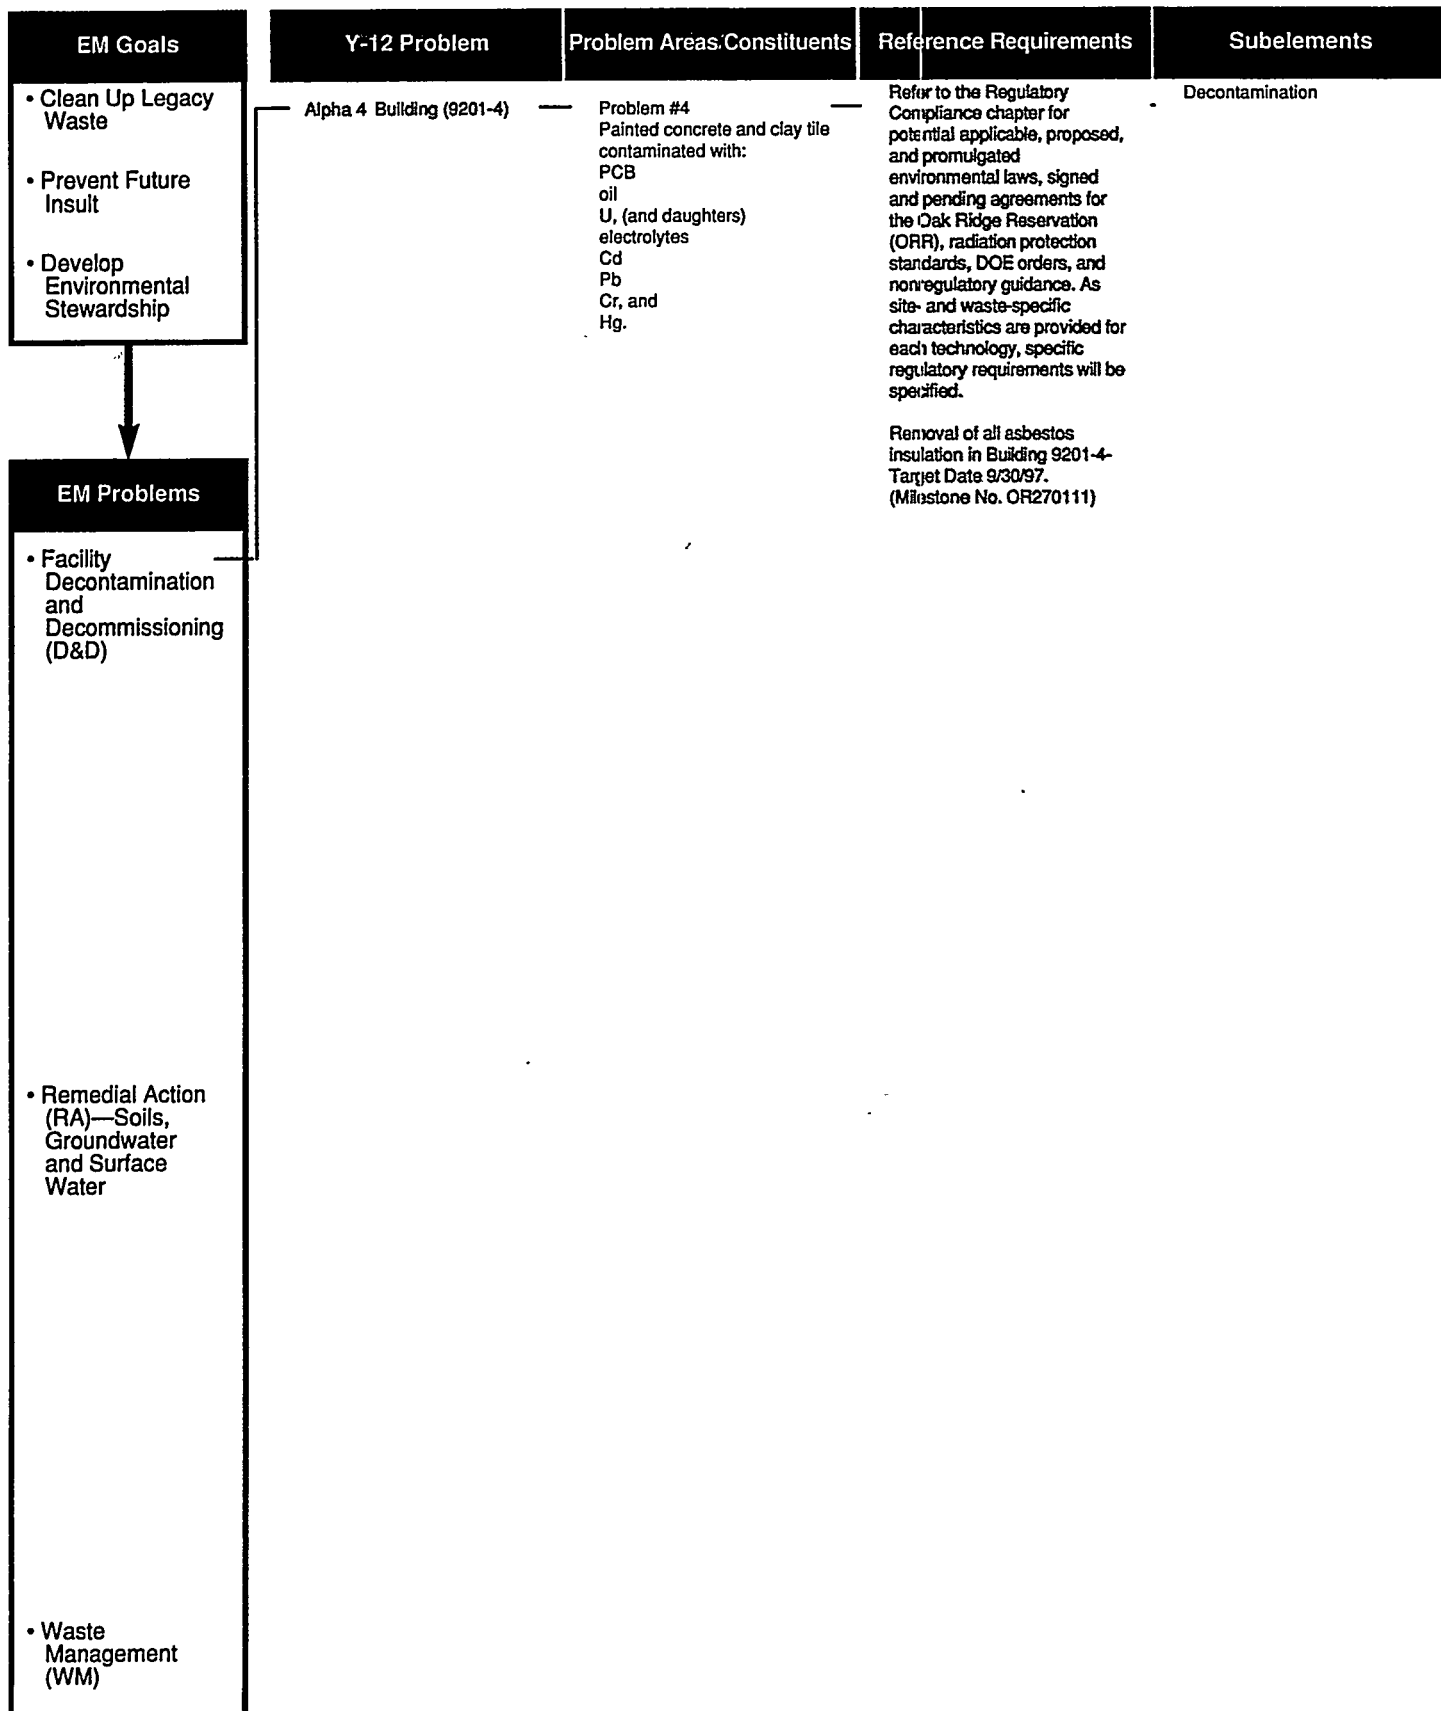 EM Goals
• Clean Up Legacy
Waste
• Prevent Future
Insult
• Develop
Environmental
Stewardship
EM Problems
• Facility
Decontamination
and
Decommissioning
(D&D)
• Remedial Action
(RA)—Soils,
Groundwater
and Surface
Water
• Waste
Management
(WM)
Y-12 Problem
Alpha 4 Building (9201-4)
Problem Areas/Constituents
Problem #4
Painted concrete and clay tile
contaminated with:
PCB
oil
U, (and daughters)
electrolytes
Cd
Pb
Cr, and
Hg.
Reference Requirements
Refer to the Regulatory
Compliance chapter for
potential applicable, proposed,
and promulgated
environmental laws, signed
and pending agreements for
the Oak Ridge Reservation
(ORR), radiation protection
standards, DOE orders, and
nonregulatory guidance. As
site- and waste-specific
characteristics are provided for
each technology, specific
regulatory requirements will be
specified.
Removal of all asbestos
insulation in Building 9201-4-
Target Date 9/30/97.
(Milestone No. OR270111)
Subelements
Decontamination